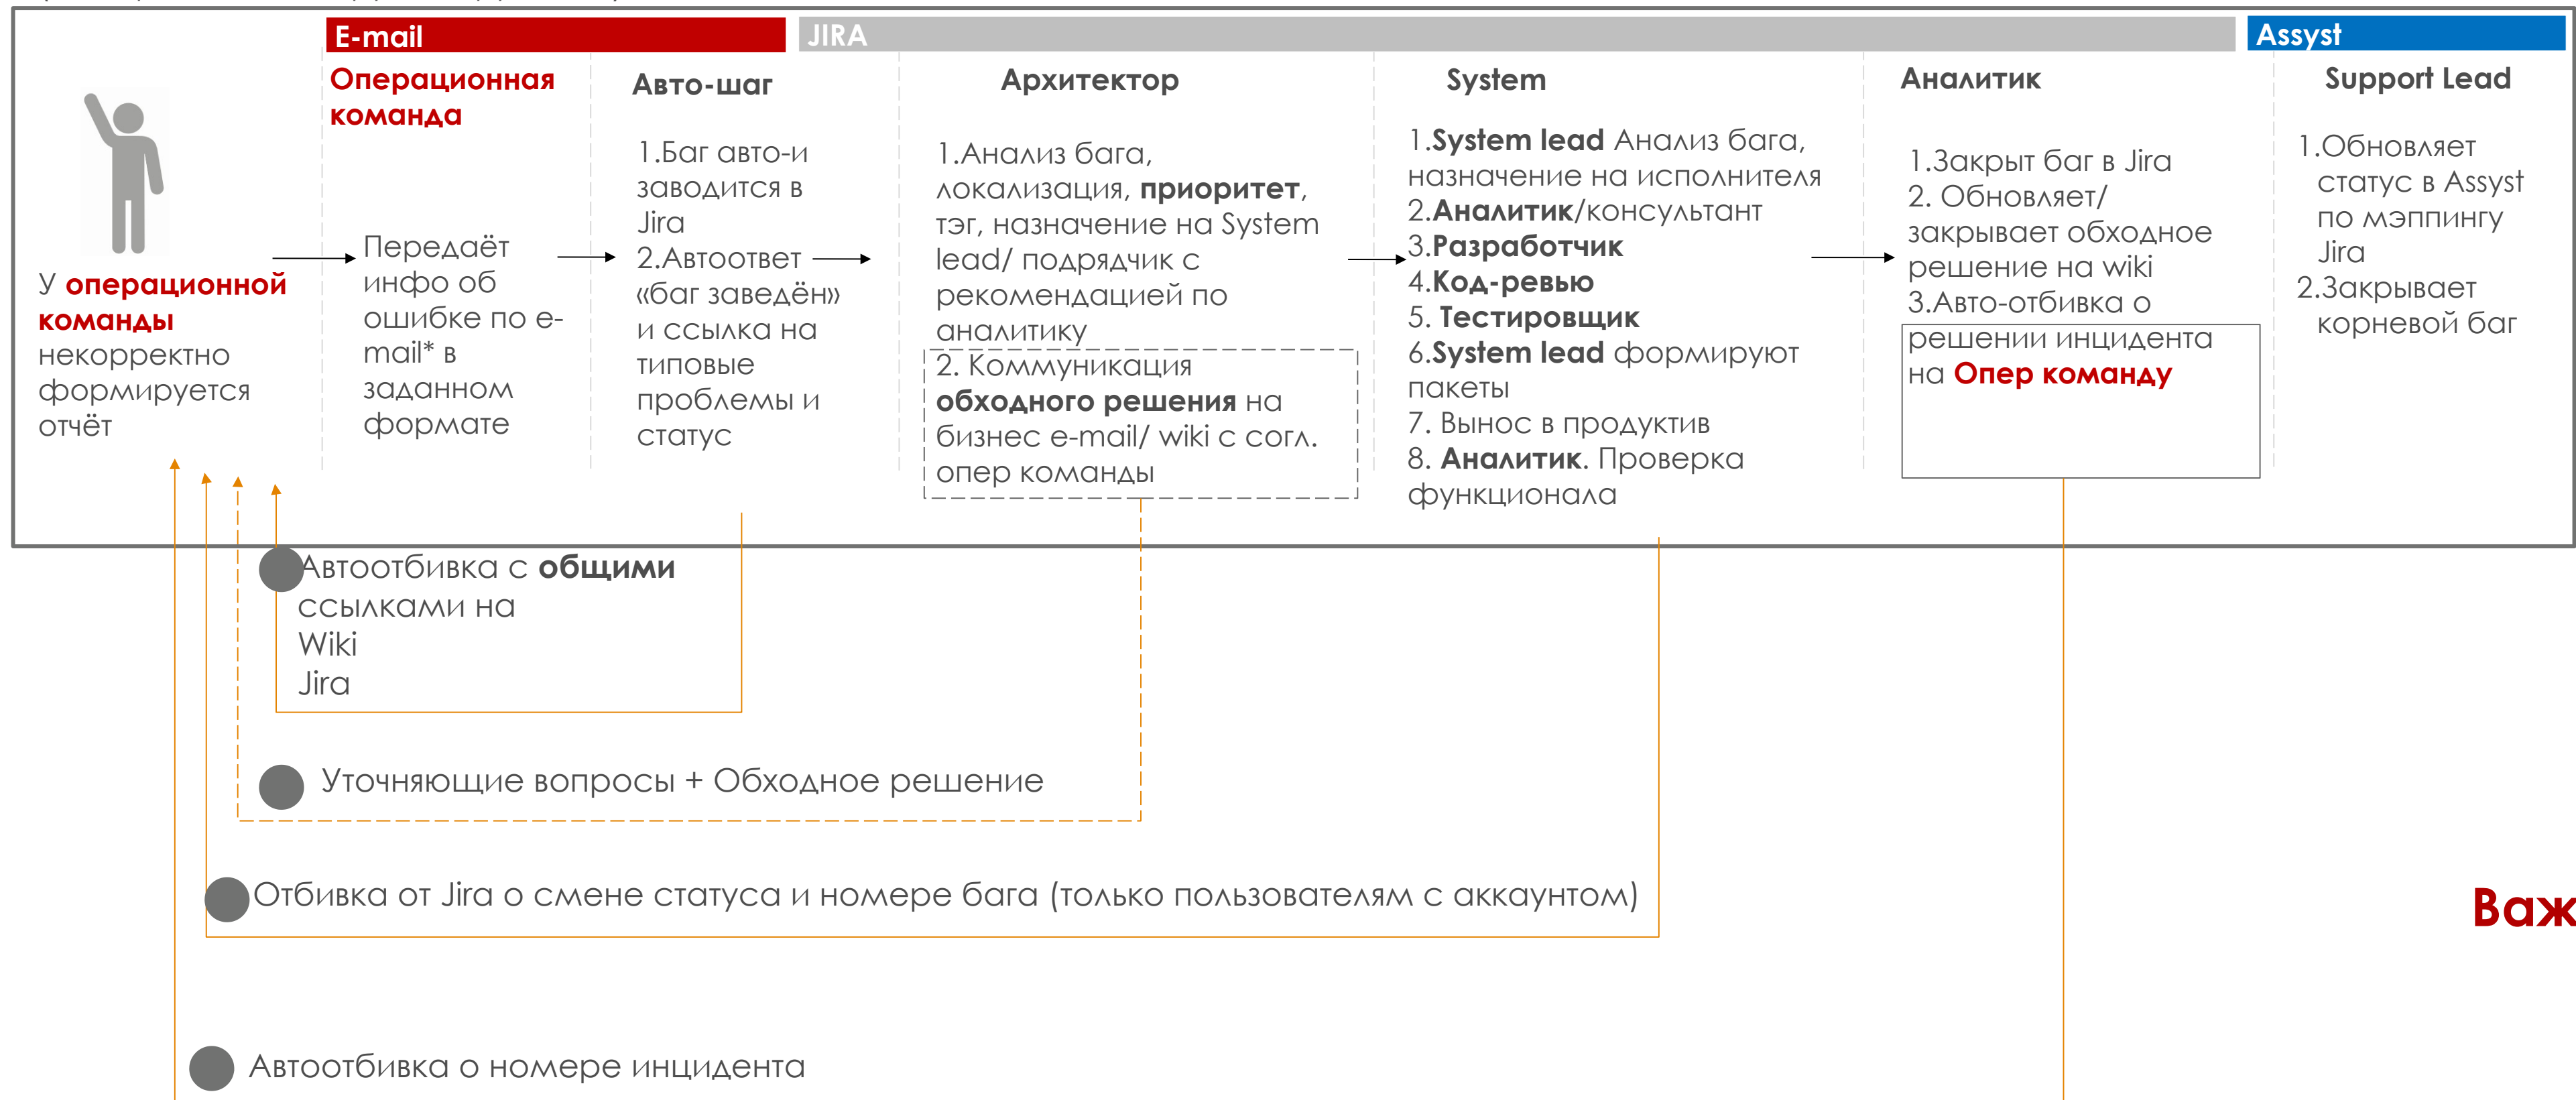 E-mail
JIRA
Assyst
У операционной
команды
некорректно
формируется
отчёт
Операционная
команда
Передаёт
инфо об
ошибке по e-
mail* в
заданном
формате
Авто-шаг
1.Баг авто-и
заводится в
Jira
2.Автоответ
«баг заведён»
и ссылка на
типовые
проблемы и
статус
Архитектор
1.Анализ бага,
локализация, приоритет,
тэг, назначение на System
lead/ подрядчик с
рекомендацией по
аналитику
2. Коммуникация
обходного решения на
бизнес e-mail/ wiki с согл.
опер команды
System
1.System lead Анализ бага,
назначение на исполнителя
2.Аналитик/консультант
3.Разработчик
4.Код-ревью
5. Тестировщик
6.System lead формируют
пакеты
7. Вынос в продуктив
8. Аналитик. Проверка
функционала
Аналитик
1.Закрыт баг в Jira
2. Обновляет/
закрывает обходное
решение на wiki
3.Авто-отбивка о
решении инцидента
на Опер команду
Support Lead
1.Обновляет
статус в Assyst
по мэппингу
Jira
2.Закрывает
корневой баг
Автоотбивка с общими
ссылками на
Wiki
Jira
Уточняющие вопросы + Обходное решение
Отбивка от Jira о смене статуса и номере бага (только пользователям с аккаунтом)
Важ
Автоотбивка о номере инцидента